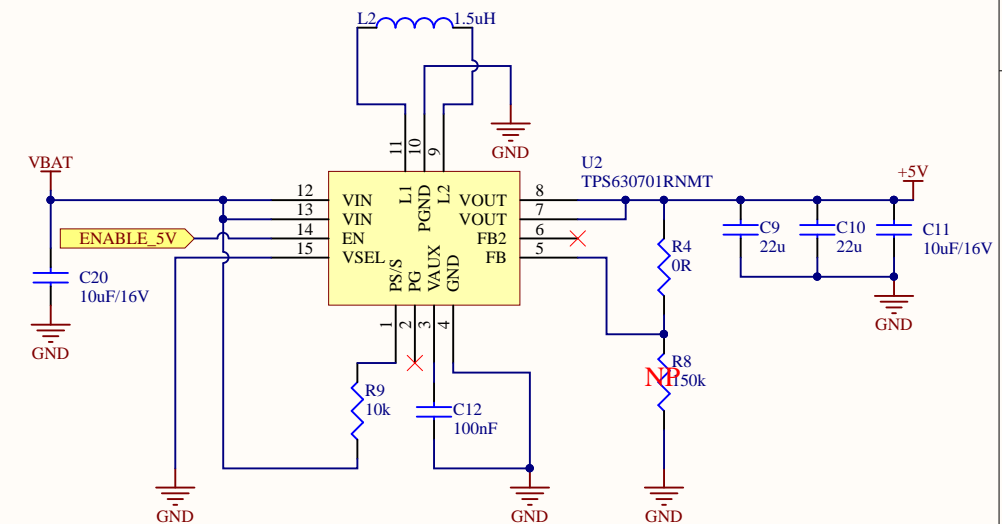 L2
1.5uH
GND
VBAT
U2
TPS630701RNMT
+5V
11
10
9
L1
PGND
L2
12
VIN
VOUT
8
13
VIN
VOUT
7
ENABLE_5V
14
EN
FB2
6
15
VSEL
FB
5
PS/S
PG
VAUX
GND
1
2
3
4
C20
10uF/16V
GND
R4
0R
C9
22u
C10
22u
C11
10uF/16V
GND
R9
10k
C12
100nF
R8
NP
150k
GND
GND
GND